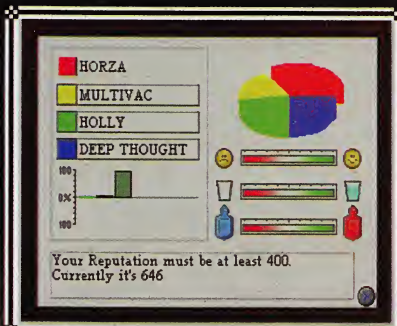 HORZA
MULTIVAC
HOLLY
DEEP THOUGHT
100
0%
100
Your Reputation must be at least 400.
Currently it's 646